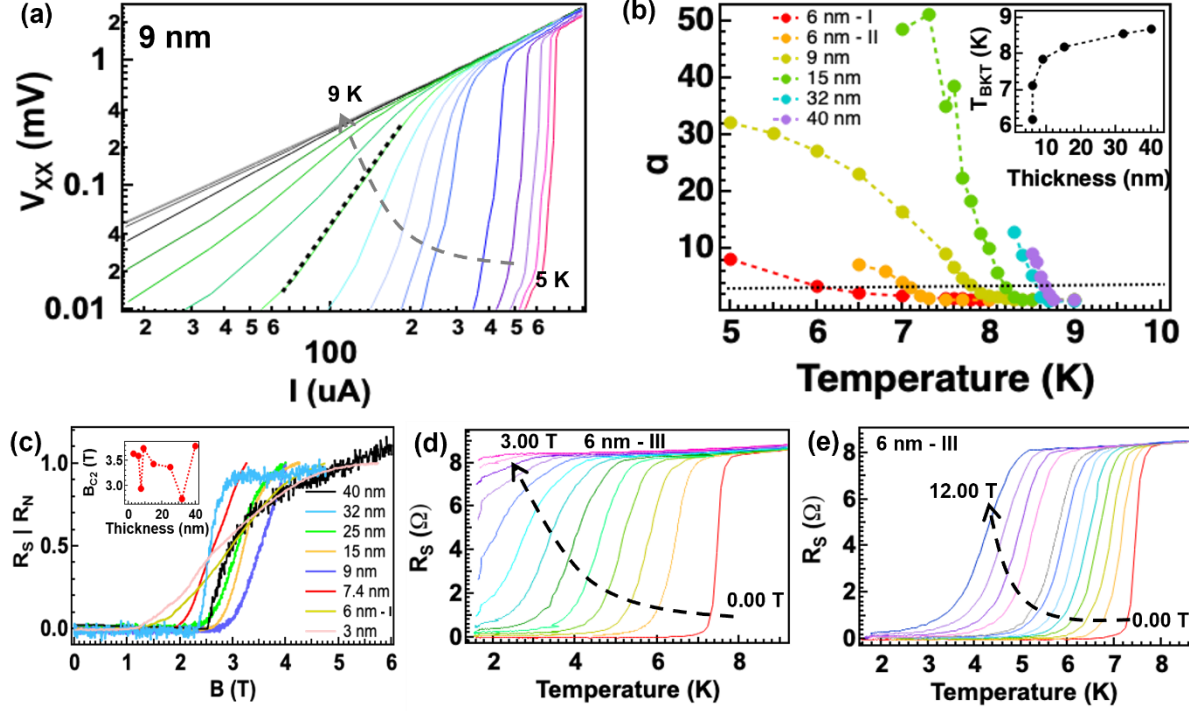 (a)
9 nm
V_XX (mV)
1
4
2
0.1
4
2
0.01
9 K
5 K
2 3 4 5 6 2 3 4 5 6
100
I (uA)
(b)
α
50
40
30
20
10
6 nm - I
6 nm - II
9 nm
15 nm
32 nm
40 nm
5 6 7 8 9 10
Temperature (K)
T_BKT (K)
9
8
7
6
10 20 30 40
Thickness (nm)
(c)
R_S | R_N
1.0
0.5
0.0
B_C2 (T)
3.5
3.0
0 20 40
Thickness (nm)
40 nm
32 nm
25 nm
15 nm
9 nm
7.4 nm
6 nm - I
3 nm
0 1 2 3 4 5 6
B (T)
(d)
3.00 T 6 nm - III
R_S (Ω)
8
6
4
2
0
0.00 T
2 4 6 8
Temperature (K)
(e)
6 nm - III
12.00 T
R_S (Ω)
8
6
4
2
0
0.00 T
2 3 4 5 6 7 8
Temperature (K)